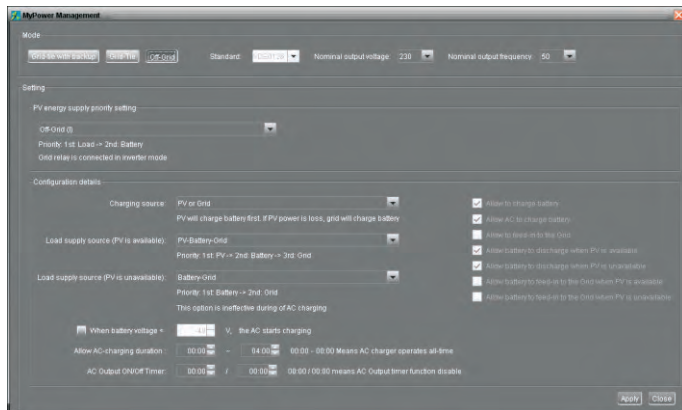 MyPower Management
Mode
Grid-tie with backup Grid-Tie Off-Grid Standard: Nominal output voltage: 230 Nominal output frequency: 50
Setting
PV energy supply priority setting
Off-Grid (I)
Priority: 1st: Load -> 2nd: Battery
Grid relay is connected in inverter mode
Configuration details
Charging source: PV or Grid
PV will charge battery first. If PV power is loss, grid will charge battery
Load supply source (PV is available): PV-Battery-Grid
Priority: 1st: PV -> 2nd: Battery -> 3rd: Grid
Load supply source (PV is unavailable): Battery-Grid
Priority: 1st: Battery -> 2nd: Grid
This option is ineffective during of AC charging
When battery voltage < 43 V, the AC starts charging
Allow AC-charging duration: 00:00 ~ 04:00 00:00 ~ 00:00 Means AC charger operates all-time
AC Output ON/Off Timer: 00:00 / 00:00 00:00 / 00:00 means AC Output timer function disable
Allow to charge battery
Allow AC to charge battery
Allow to feed-in to the Grid
Allow battery to discharge when PV is available
Allow battery to discharge when PV is unavailable
Allow battery to feed-in to the Grid when PV is available
Allow battery to feed-in to the Grid when PV is unavailable
Apply Close